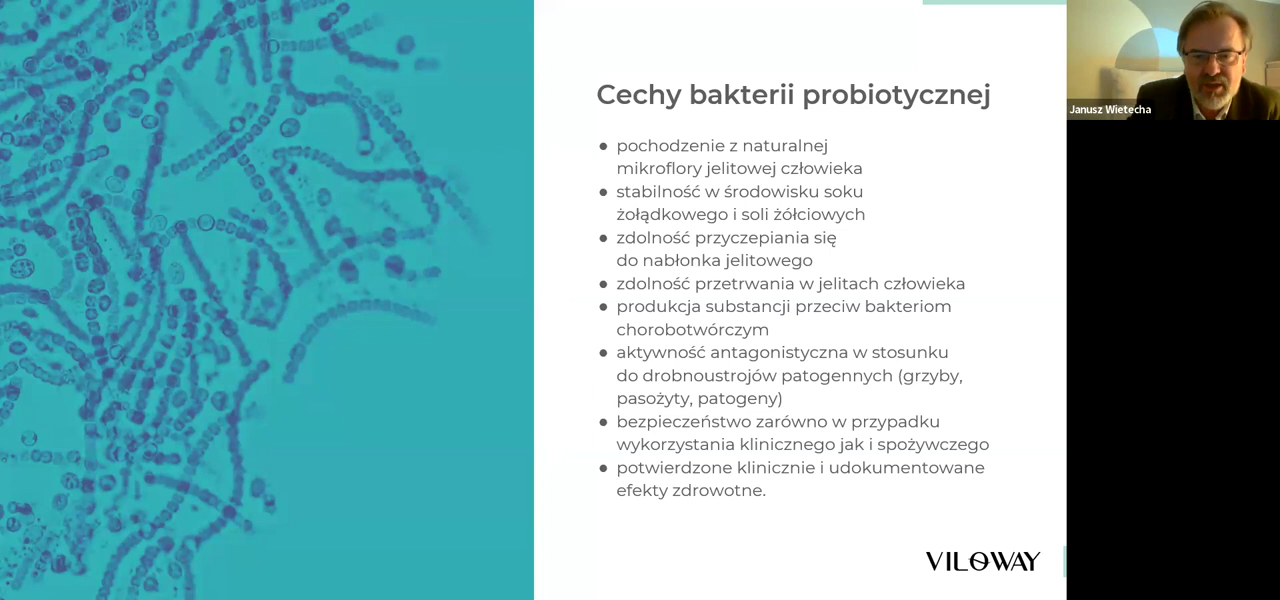 Cechy bakterii probiotycznej
● pochodzenie z naturalnej
mikroflory jelitowej człowieka
● stabilność w środowisku soku
żołądkowego i soli żółciowych
● zdolność przyczepiania się
do nabłonka jelitowego
● zdolność przetrwania w jelitach człowieka
● produkcja substancji przeciw bakteriom
chorobotwórczym
● aktywność antagonistyczna w stosunku
do drobnoustrojów patogennych (grzyby,
pasożyty, patogeny)
● bezpieczeństwo zarówno w przypadku
wykorzystania klinicznego jak i spożywczego
● potwierdzone klinicznie i udokumentowane
efekty zdrowotne.
VILOWAY
Janusz Wietecha